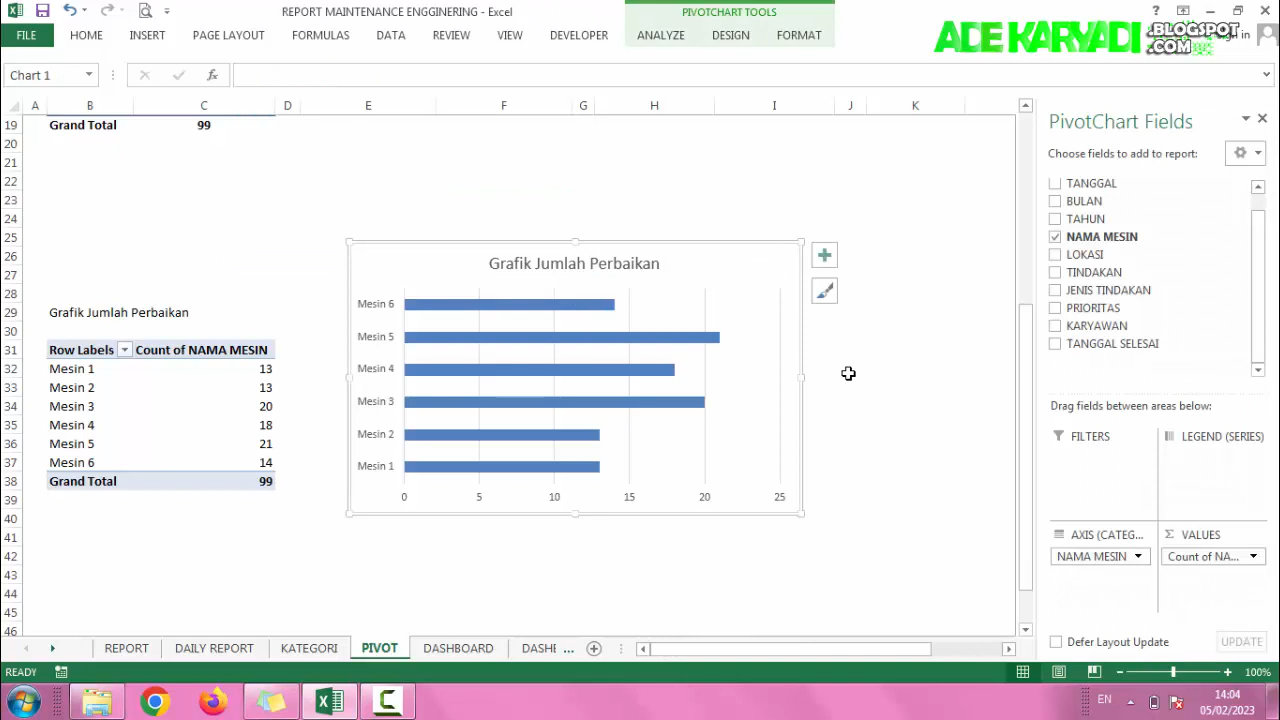 REPORT MAINTENANCE ENGGINERING - Excel
PIVOTCHART TOOLS
?
FILE
HOME
INSERT
PAGE LAYOUT
FORMULAS
DATA
REVIEW
VIEW
DEVELOPER
ANALYZE
DESIGN
FORMAT
ADE KARYADI
.BLOGSPOT
.COM
in
Chart 1
fx
A B C D E F G H I J K
19 Grand Total 99
20
21
22
23
24
25
26
27
28
29 Grafik Jumlah Perbaikan
30
31 Row Labels Count of NAMA MESIN
32 Mesin 1 13
33 Mesin 2 13
34 Mesin 3 20
35 Mesin 4 18
36 Mesin 5 21
37 Mesin 6 14
38 Grand Total 99
39
40
41
42
43
44
45
46
Grafik Jumlah Perbaikan
Mesin 6
Mesin 5
Mesin 4
Mesin 3
Mesin 2
Mesin 1
0 5 10 15 20 25
PivotChart Fields
Choose fields to add to report:
TANGGAL
BULAN
TAHUN
NAMA MESIN
LOKASI
TINDAKAN
JENIS TINDAKAN
PRIORITAS
KARYAWAN
TANGGAL SELESAI
Drag fields between areas below:
FILTERS
LEGEND (SERIES)
AXIS (CATEG...
Σ VALUES
NAMA MESIN
Count of NA...
Defer Layout Update
UPDATE
REPORT
DAILY REPORT
KATEGORI
PIVOT
DASHBOARD
...
READY
100%
EN
14:04
05/02/2023